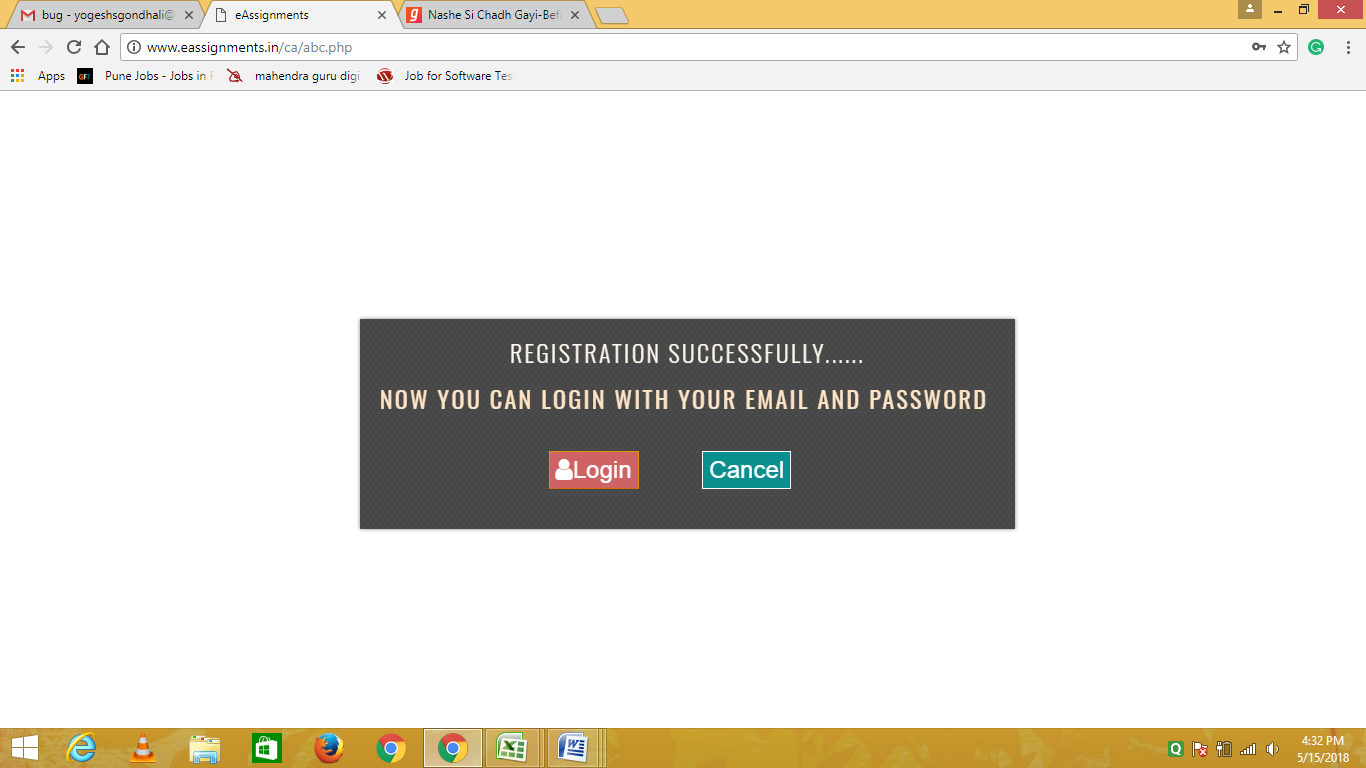 bug - yogeshsgondhali@
eAssignments
Nashe Si Chadh Gayi-Bef
www.eassignments.in/ca/abc.php
Apps
GF!
Pune Jobs - Jobs in
mahendra guru digi
Job for Software Tes
REGISTRATION SUCCESSFULLY......
NOW YOU CAN LOGIN WITH YOUR EMAIL AND PASSWORD
Login
Cancel
4:32 PM
5/15/2018